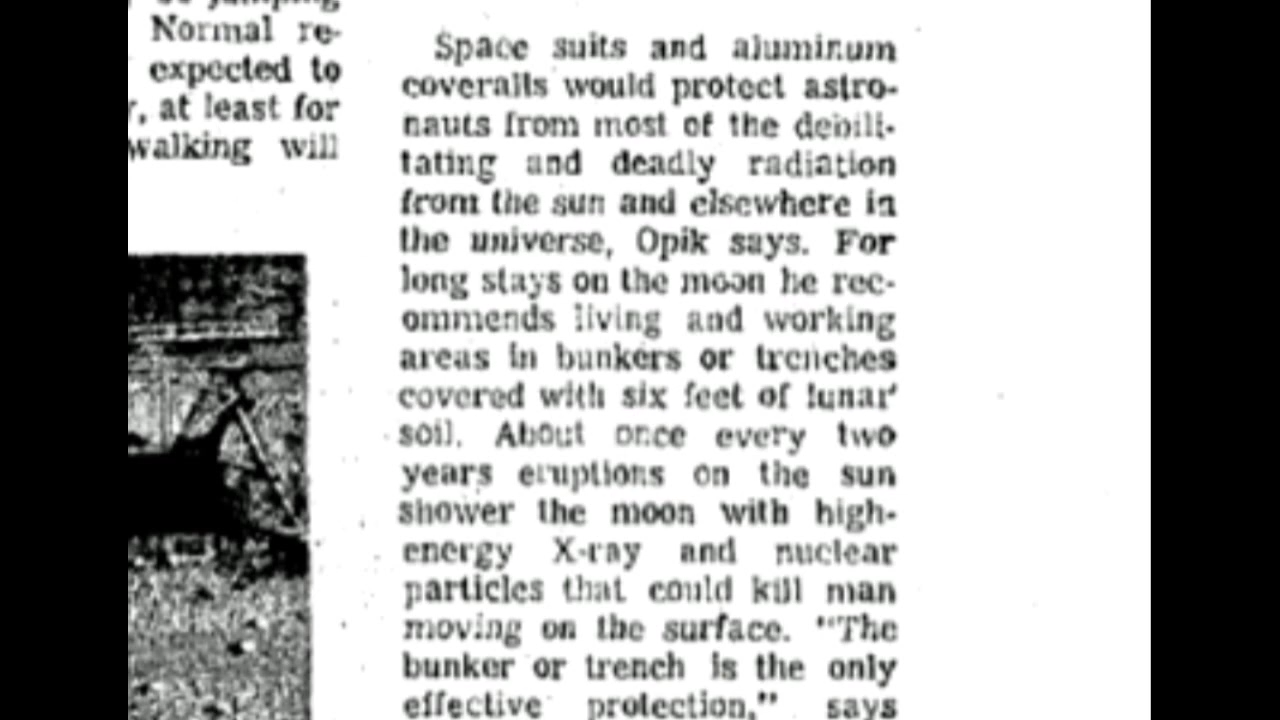 Normal re-
expected to
at least for
walking will
Space suits and aluminum
coveralls would protect astro-
nauts from most of the debili-
tating and deadly radiation
from the sun and elsewhere in
the universe, Opik says. For
long stays on the moon he rec-
ommends living and working
areas in bunkers or trenches
covered with six feet of lunar
soil. About once every two
years eruptions on the sun
shower the moon with high-
energy X-ray and nuclear
particles that could kill man
moving on the surface. "The
bunker or trench is the only
effective protection," says